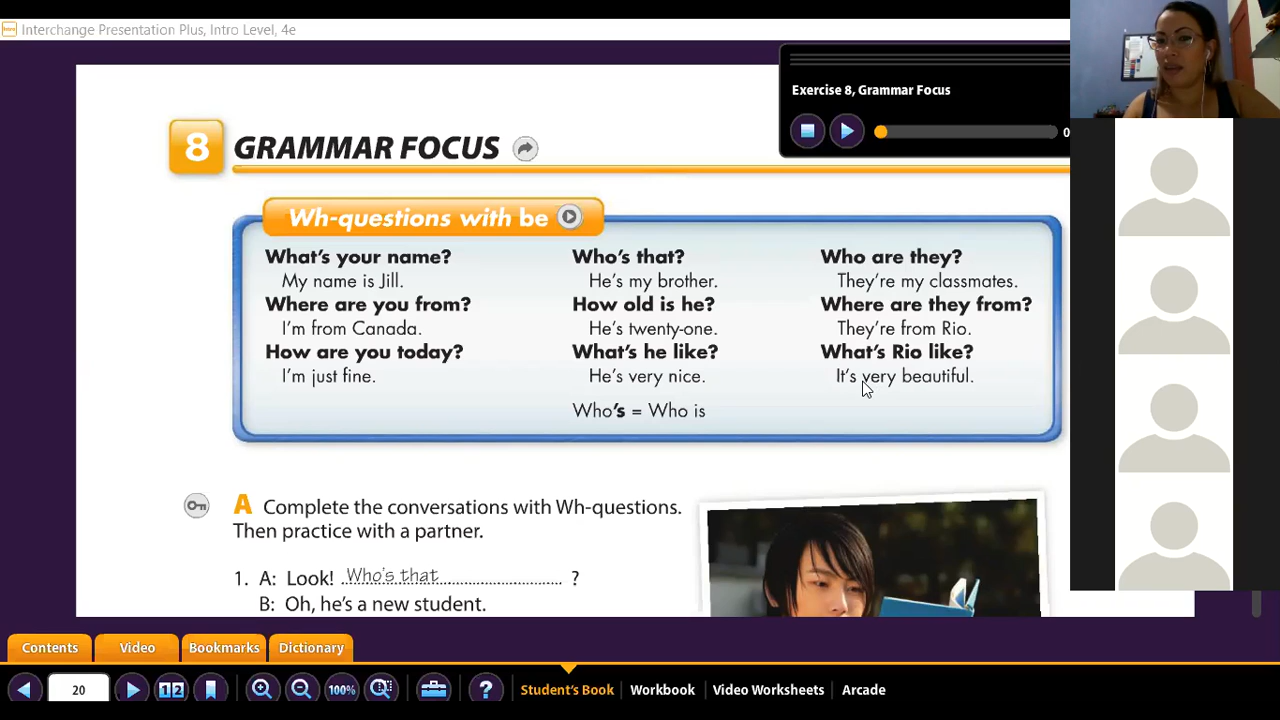 Interchange Presentation Plus, Intro Level, 4e
Exercise 8, Grammar Focus
0
8 GRAMMAR FOCUS
Wh-questions with be
What's your name?
My name is Jill.
Where are you from?
I'm from Canada.
How are you today?
I'm just fine.
Who's that?
He's my brother.
How old is he?
He's twenty-one.
What's he like?
He's very nice.
Who's = Who is
Who are they?
They're my classmates.
Where are they from?
They're from Rio.
What's Rio like?
It's very beautiful.
A Complete the conversations with Wh-questions.
Then practice with a partner.
1. A: Look! Who's that ?
B: Oh, he's a new student.
Contents Video Bookmarks Dictionary
20 1 2 100% ? Student's Book Workbook Video Worksheets Arcade